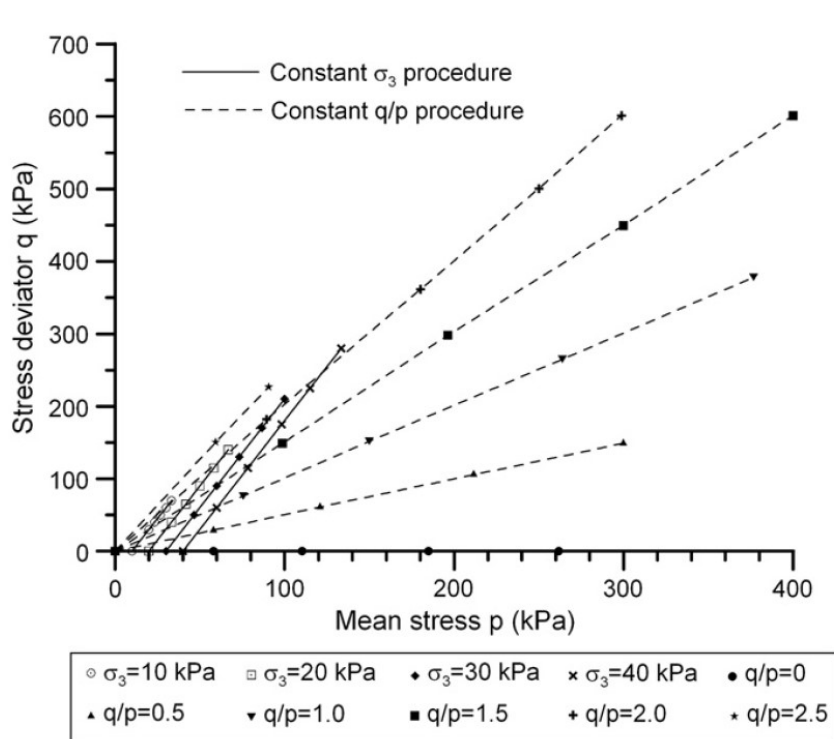 700
600
500
400
300
200
100
0
Stress deviator q (kPa)
Constant σ₃ procedure
Constant q/p procedure
0 100 200 300 400
Mean stress p (kPa)
σ₃=10 kPa σ₃=20 kPa σ₃=30 kPa σ₃=40 kPa q/p=0
q/p=0.5 q/p=1.0 q/p=1.5 q/p=2.0 q/p=2.5